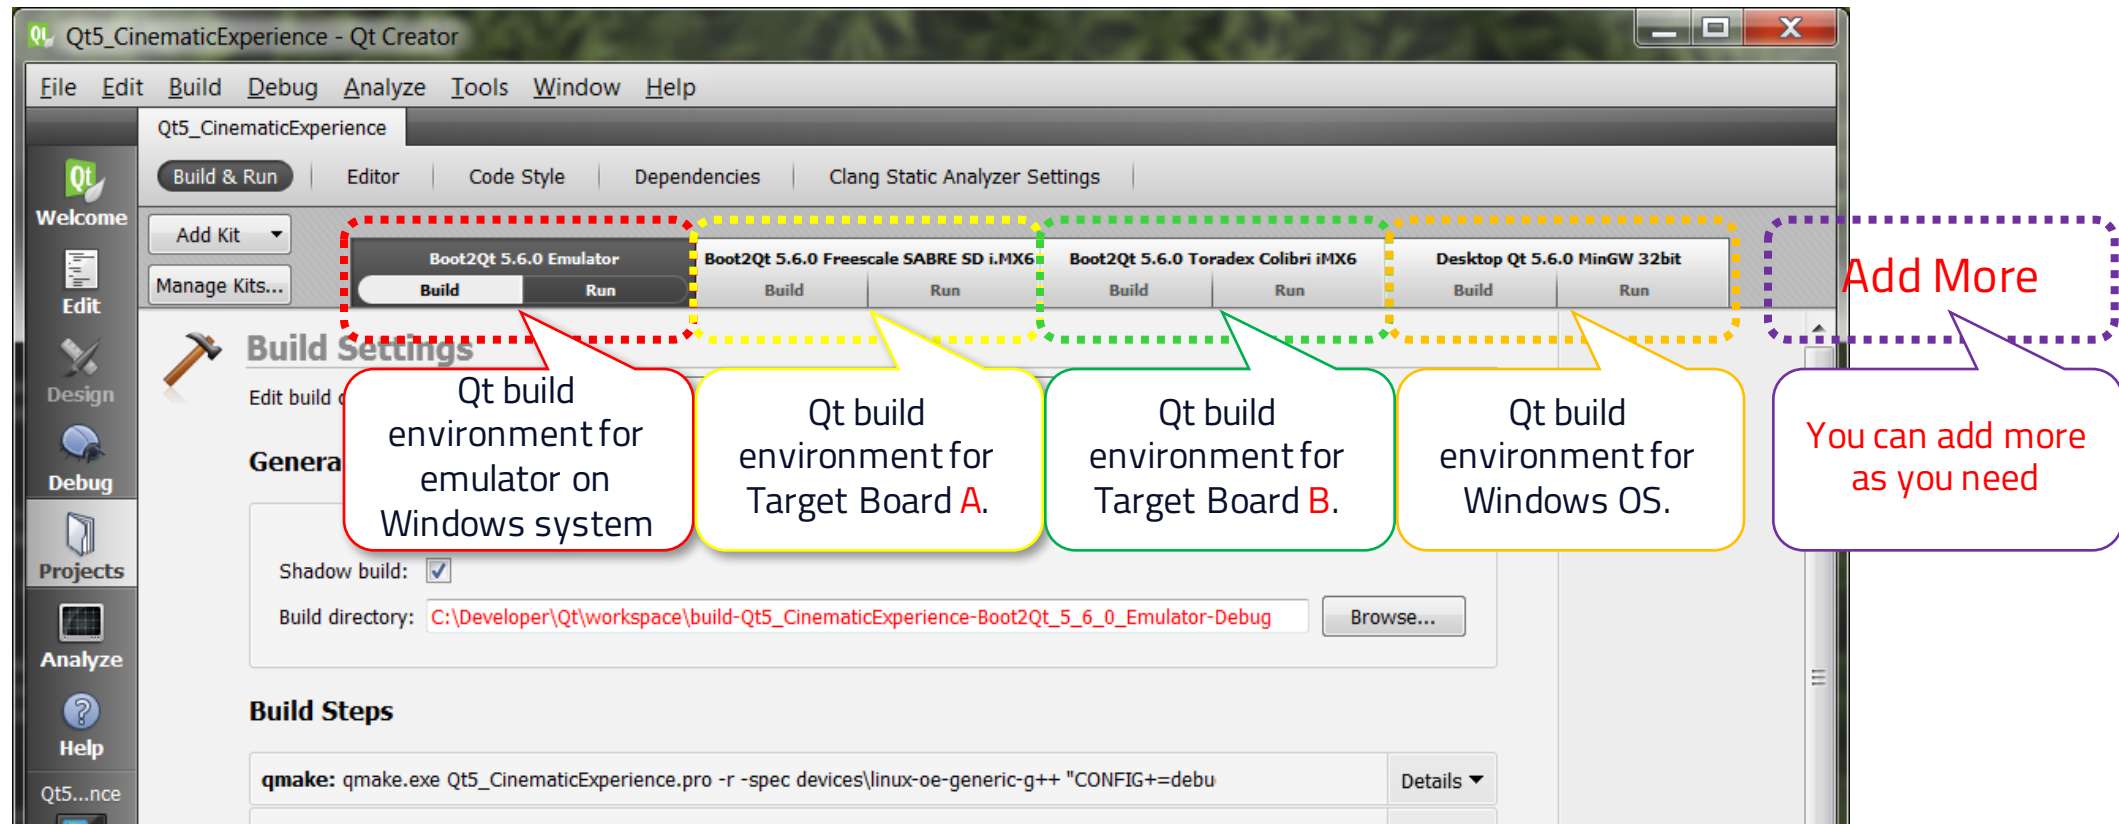 Qt5_CinematicExperience - Qt Creator
File Edit Build Debug Analyze Tools Window Help
Qt5_CinematicExperience
Build & Run Editor Code Style Dependencies Clang Static Analyzer Settings
Welcome
Add Kit
Manage Kits...
Boot2Qt 5.6.0 Emulator
Build Run
Boot2Qt 5.6.0 Freescale SABRE SD i.MX6
Build Run
Boot2Qt 5.6.0 Toradex Colibri iMX6
Build Run
Desktop Qt 5.6.0 MinGW 32bit
Build Run
Add More
Edit
Design
Debug
Projects
Analyze
Help
Qt5...nce
Build Settings
Edit build
Qt build
environment for
emulator on
Windows system
Qt build
environment for
Target Board A.
Qt build
environment for
Target Board B.
Qt build
environment for
Windows OS.
You can add more
as you need
Genera
Shadow build:
Build directory: C:\Developer\Qt\workspace\build-Qt5_CinematicExperience-Boot2Qt_5_6_0_Emulator-Debug Browse...
Build Steps
qmake: qmake.exe Qt5_CinematicExperience.pro -r -spec devices\linux-oe-generic-g++ "CONFIG+=debu Details